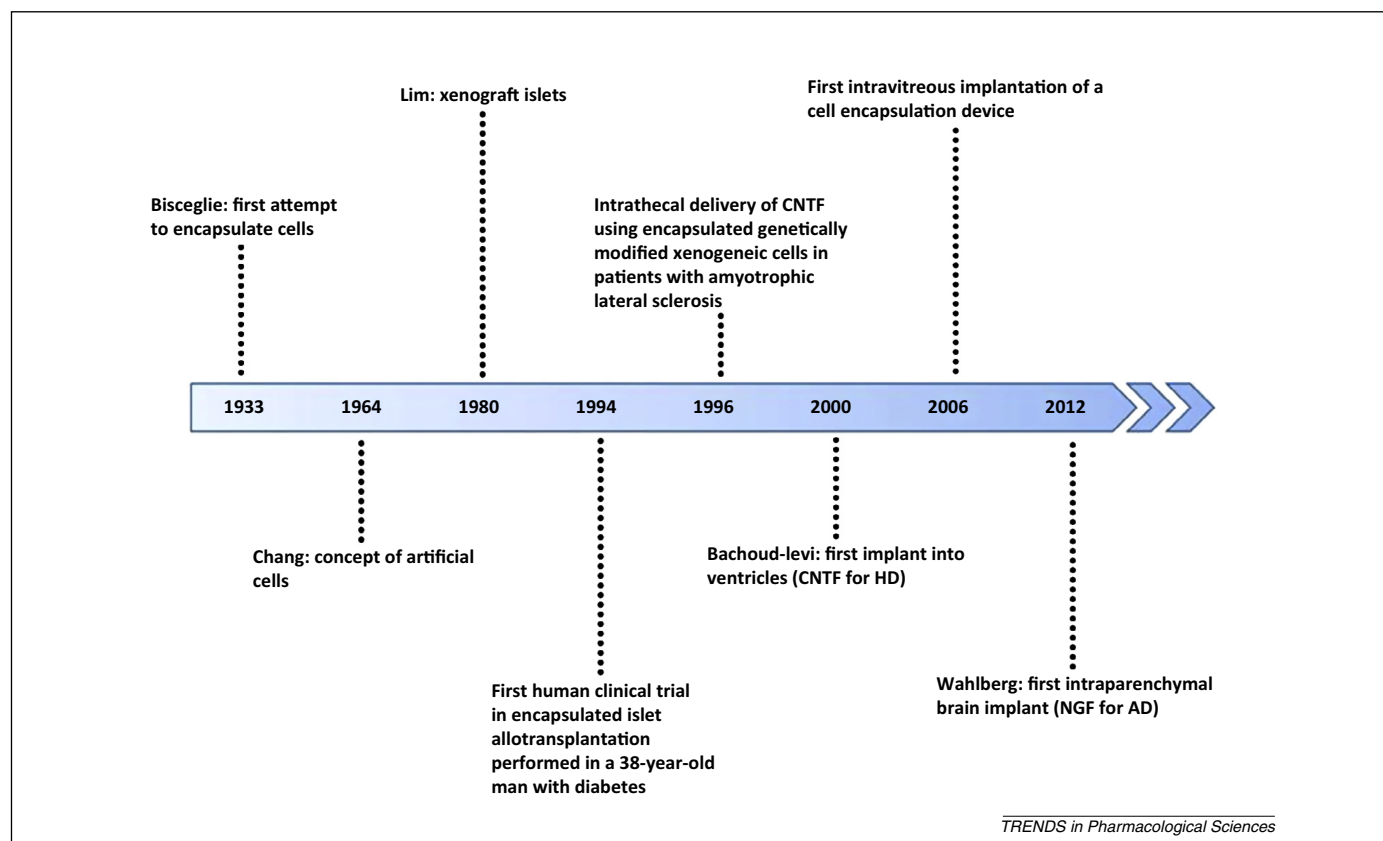 Lim: xenograft islets
First intravitreous implantation of a
cell encapsulation device
Bisceglie: first attempt
to encapsulate cells
Intrathecal delivery of CNTF
using encapsulated genetically
modified xenogeneic cells in
patients with amyotrophic
lateral sclerosis
1933 1964 1980 1994 1996 2000 2006 2012
Chang: concept of artificial
cells
Bachoud-levi: first implant into
ventricles (CNTF for HD)
First human clinical trial
in encapsulated islet
allotransplantation
performed in a 38-year-old
man with diabetes
Wahlberg: first intraparenchymal
brain implant (NGF for AD)
TRENDS in Pharmacological Sciences